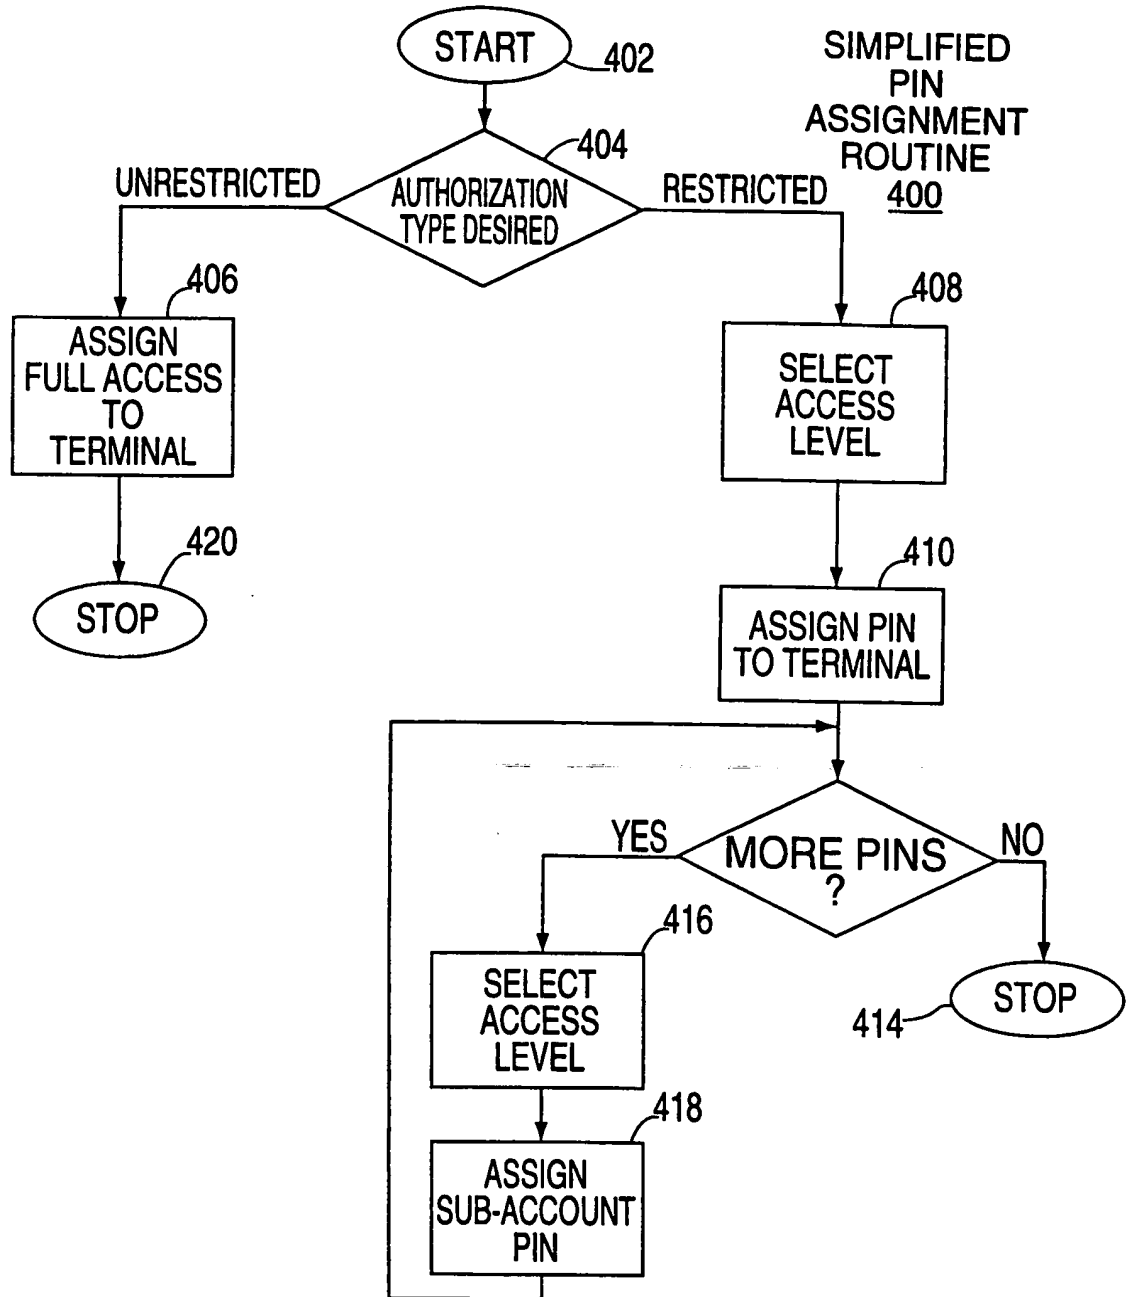 START
402
SIMPLIFIED
PIN
ASSIGNMENT
ROUTINE
400
404
UNRESTRICTED
AUTHORIZATION
TYPE DESIRED
RESTRICTED
406
ASSIGN
FULL ACCESS
TO
TERMINAL
408
SELECT
ACCESS
LEVEL
420
STOP
410
ASSIGN PIN
TO TERMINAL
YES
MORE PINS
?
NO
416
SELECT
ACCESS
LEVEL
STOP
414
418
ASSIGN
SUB-ACCOUNT
PIN